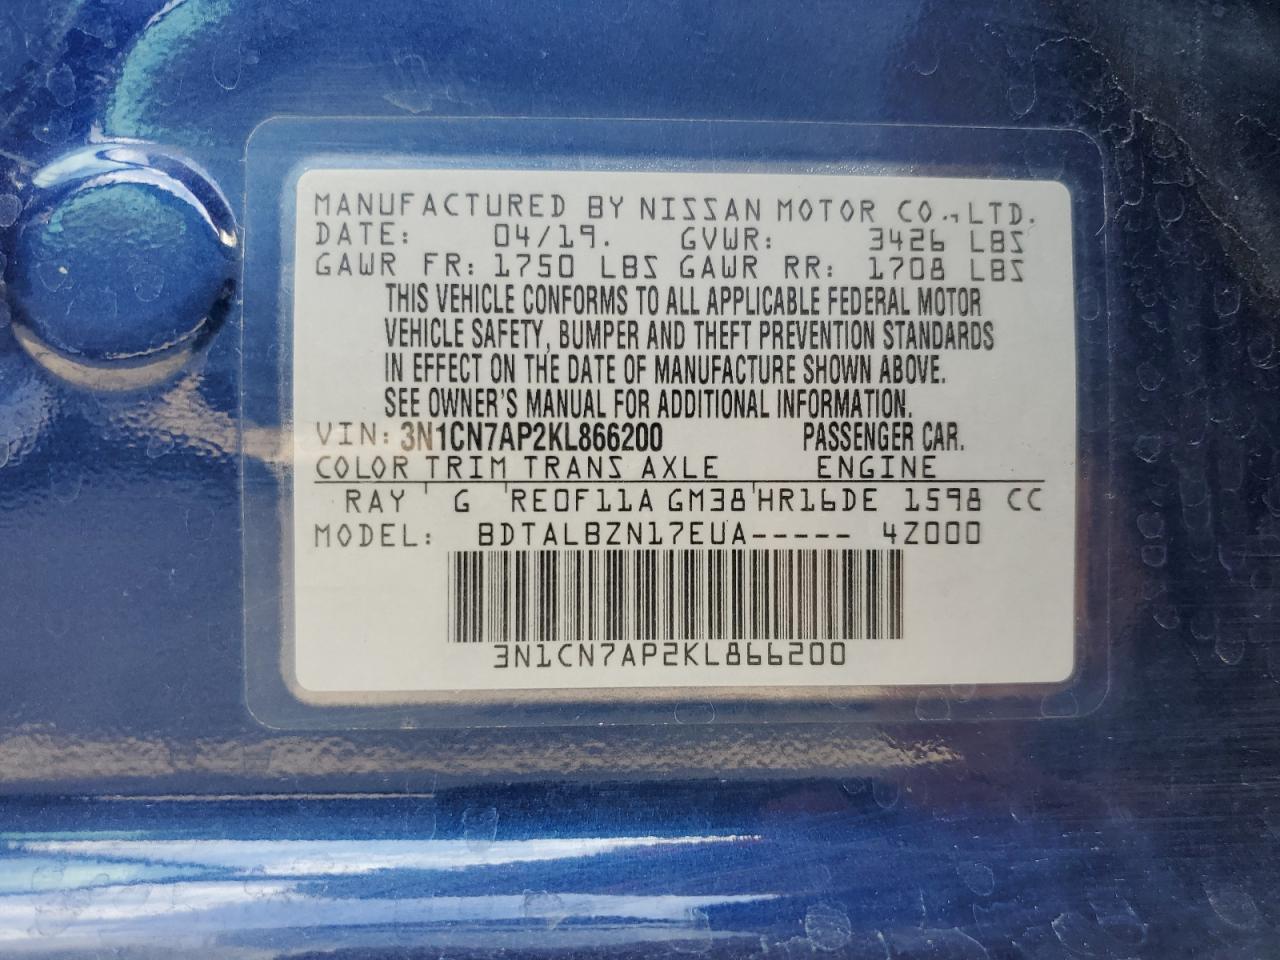 MANUFACTURED BY NISSAN MOTOR CO.,LTD.
DATE: 04/19. GVWR: 3426 LBS
GAWR FR: 1750 LBS GAWR RR: 1708 LBS
THIS VEHICLE CONFORMS TO ALL APPLICABLE FEDERAL MOTOR
VEHICLE SAFETY, BUMPER AND THEFT PREVENTION STANDARDS
IN EFFECT ON THE DATE OF MANUFACTURE SHOWN ABOVE.
SEE OWNER'S MANUAL FOR ADDITIONAL INFORMATION.
VIN: 3N1CN7AP2KL866200 PASSENGER CAR.
COLOR TRIM TRANS AXLE ENGINE
RAY G RE0F11A GM38 HR16DE 1598 CC
MODEL: BDTALBZN17EUA----- 4Z000
3N1CN7AP2KL866200